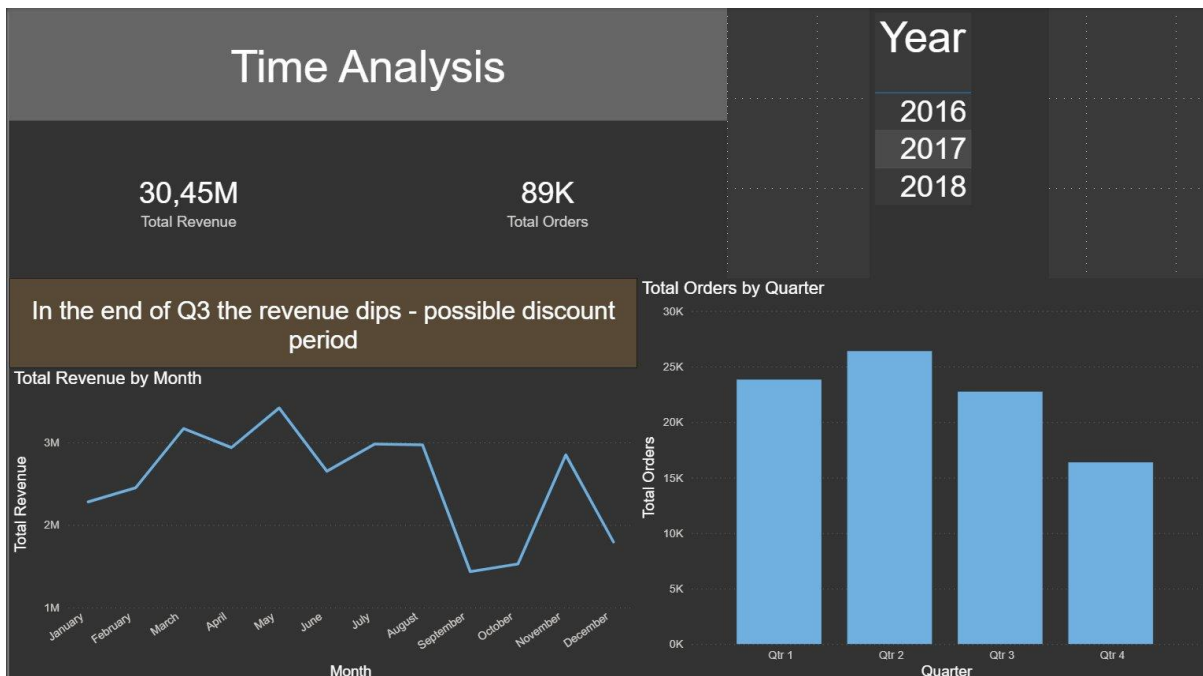 Time Analysis
Year
2016
2017
2018
30,45M
Total Revenue
89K
Total Orders
In the end of Q3 the revenue dips - possible discount
period
Total Revenue by Month
3M
2M
1M
Total Revenue
January
February
March
April
May
June
July
August
September
October
November
December
Month
Total Orders by Quarter
30K
25K
20K
15K
10K
5K
0K
Total Orders
Qtr 1
Qtr 2
Qtr 3
Qtr 4
Quarter